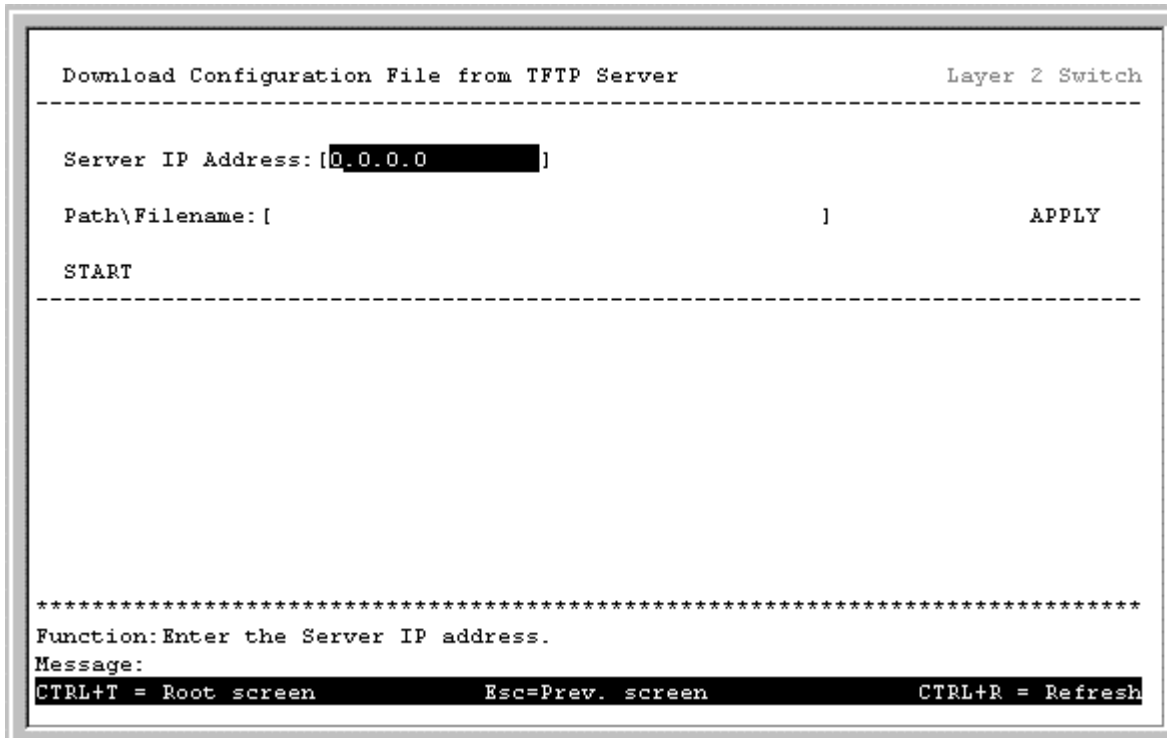 Download Configuration File from TFTP Server Layer 2 Switch
--------------------------------------------------------------------------------
Server IP Address:[0.0.0.0 ]
Path\Filename:[ ] APPLY
START
--------------------------------------------------------------------------------
********************************************************************************
Function:Enter the Server IP address.
Message:
CTRL+T = Root screen Esc=Prev. screen CTRL+R = Refresh